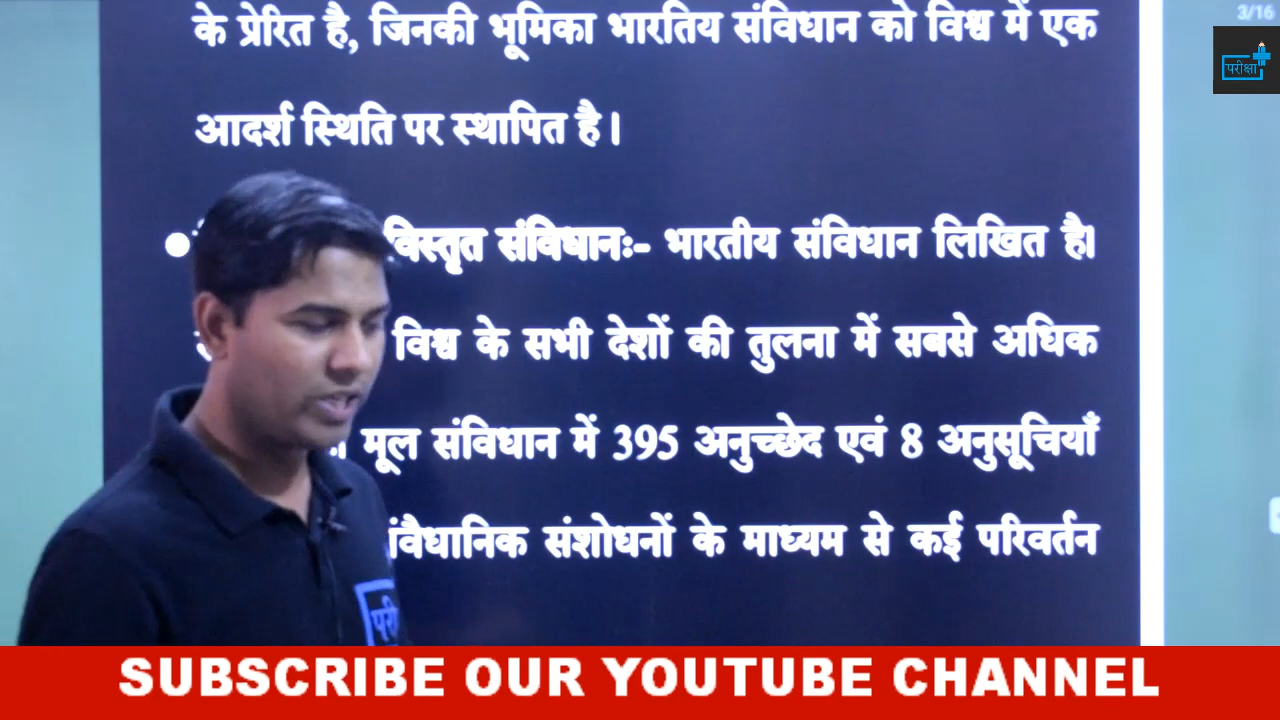 3/16
परीक्षा
के प्रेरित है, जिनकी भूमिका भारतिय संविधान को विश्व में एक
आदर्श स्थिति पर स्थापित है।
विस्तृत संविधानः- भारतीय संविधान लिखित है।
विश्व के सभी देशों की तुलना में सबसे अधिक
मूल संविधान में 395 अनुच्छेद एवं 8 अनुसूचियाँ
संशोधनों के माध्यम से कई परिवर्तन
SUBSCRIBE OUR YOUTUBE CHANNEL